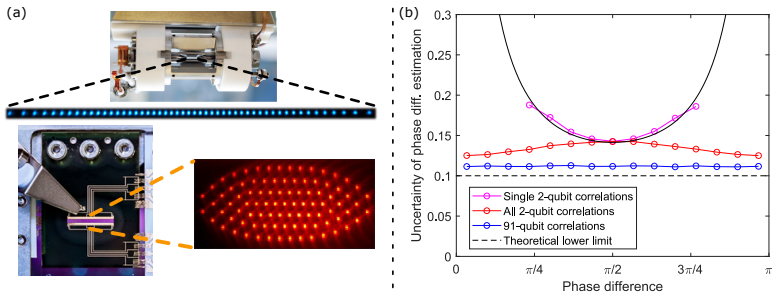 (a)
(b)
Uncertainty of phase diff. estimation
0.3
0.25
0.2
0.15
0.1
0.05
0
Single 2-qubit correlations
All 2-qubit correlations
91-qubit correlations
Theoretical lower limit
0
π/4
π/2
3π/4
π
Phase difference